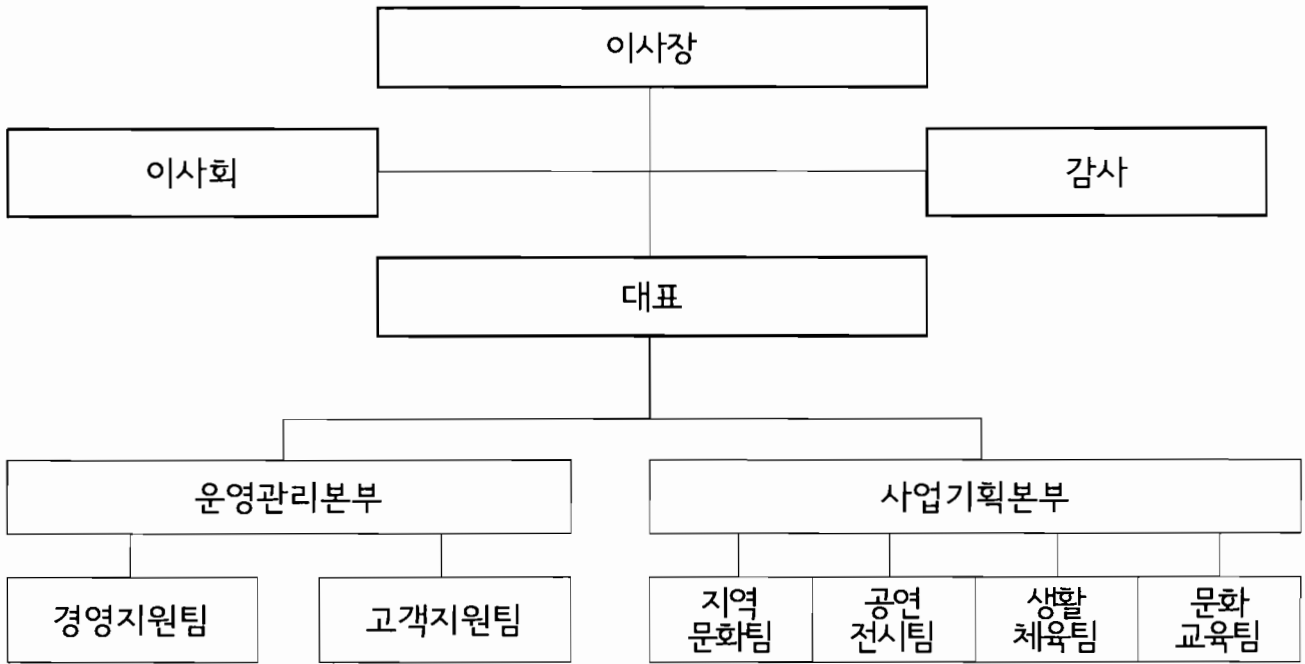 이사장
이사회
감사
대표
운영관리본부
사업기획본부
경영지원팀
고객지원팀
지역
문화팀
공연
전시팀
생활
체육팀
문화
교육팀